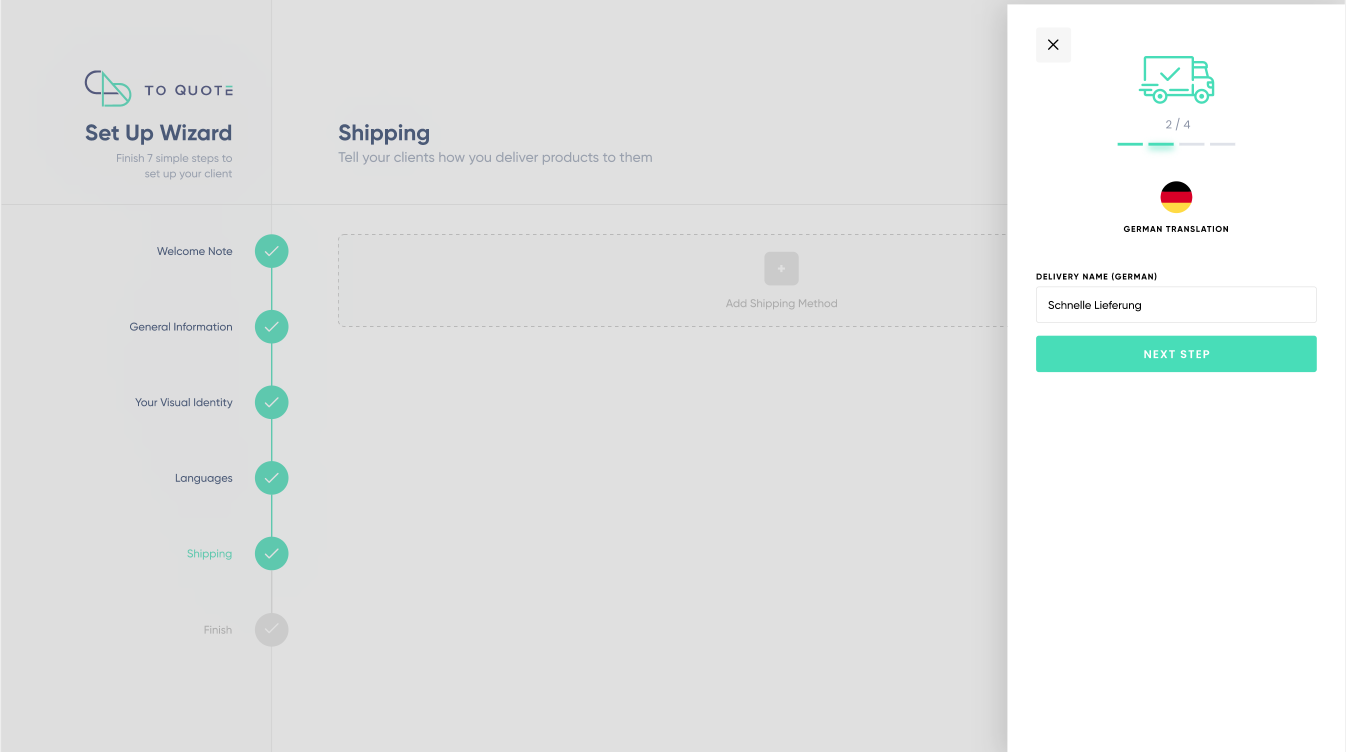 TO QUOTE
Set Up Wizard
Finish 7 simple steps to
set up your client
Welcome Note
General Information
Your Visual Identity
Languages
Shipping
Finish
Shipping
Tell your clients how you deliver products to them
+
Add Shipping Method
2 / 4
GERMAN TRANSLATION
DELIVERY NAME (GERMAN)
Schnelle Lieferung
NEXT STEP